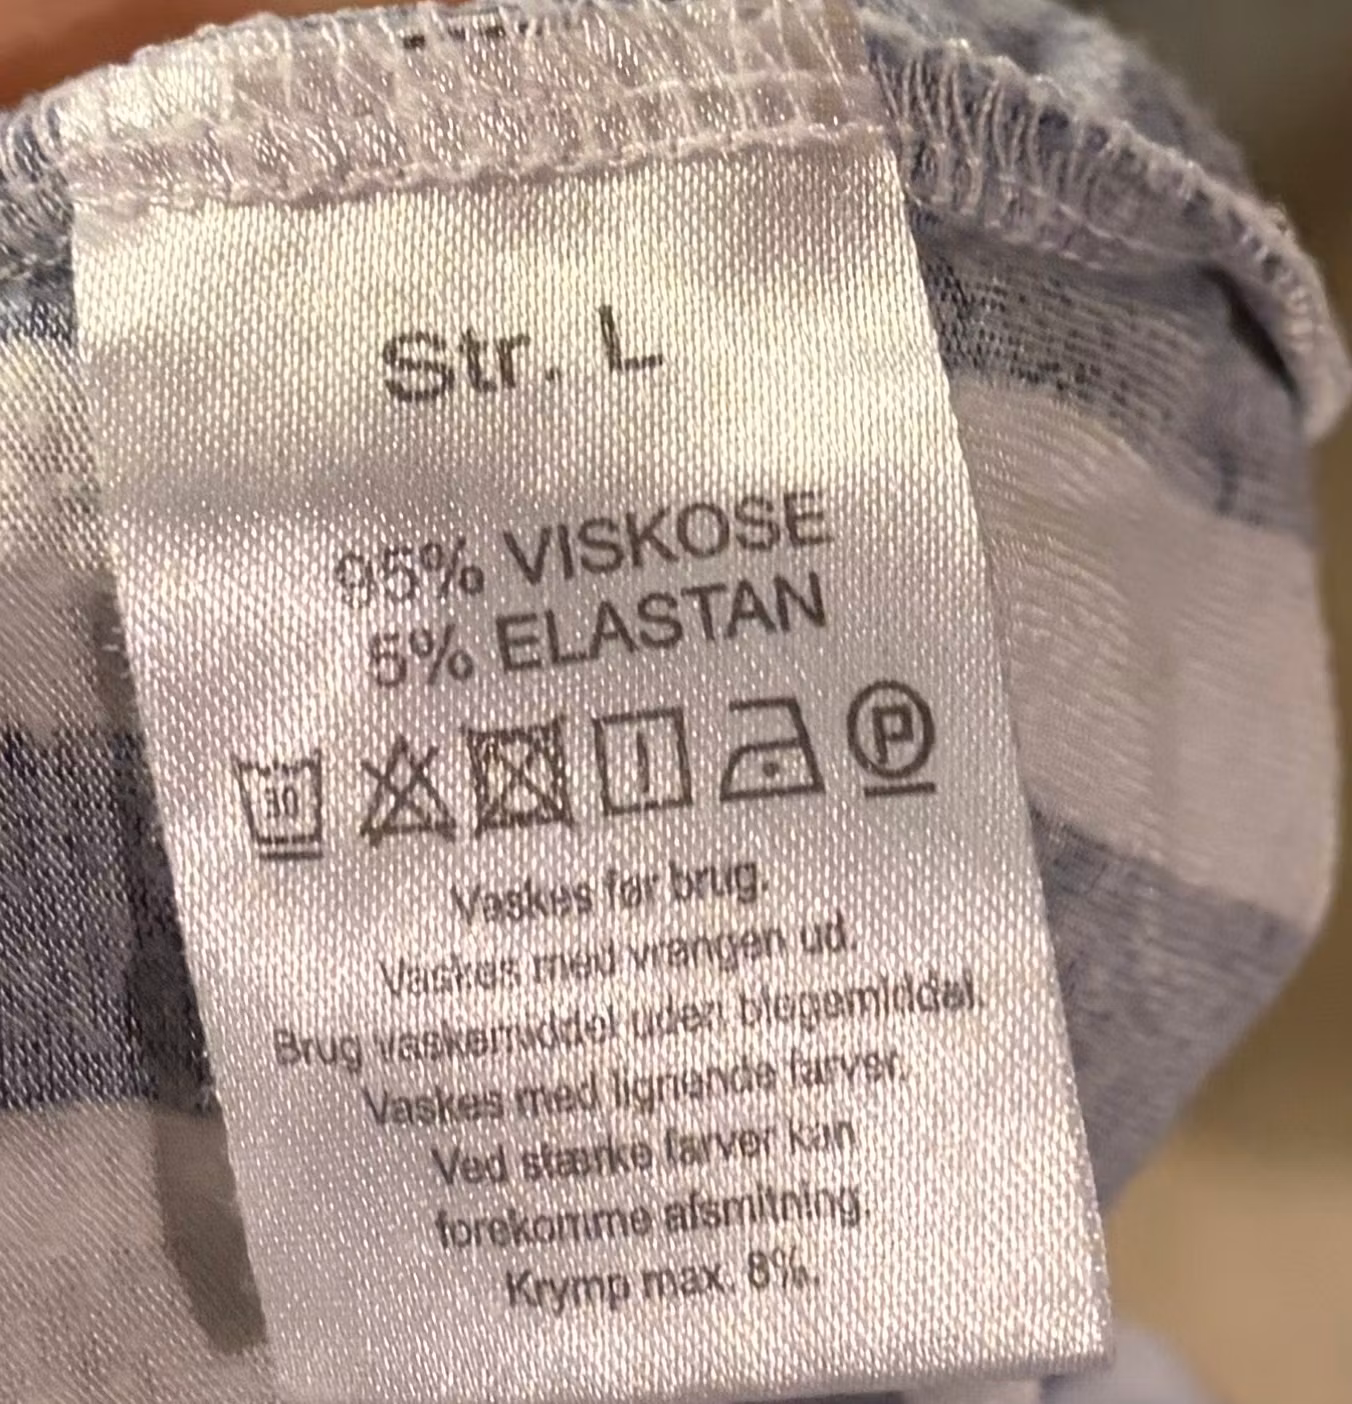 Str. L
95% VISKOSE
5% ELASTAN
30 P
Vaskes før brug.
Vaskes med vrangen ud.
Brug vaskemiddel uden blegemiddel.
Vaskes med lignende farver.
Ved stærke farver kan
forekomme afsmitning.
Krymp max. 8%.